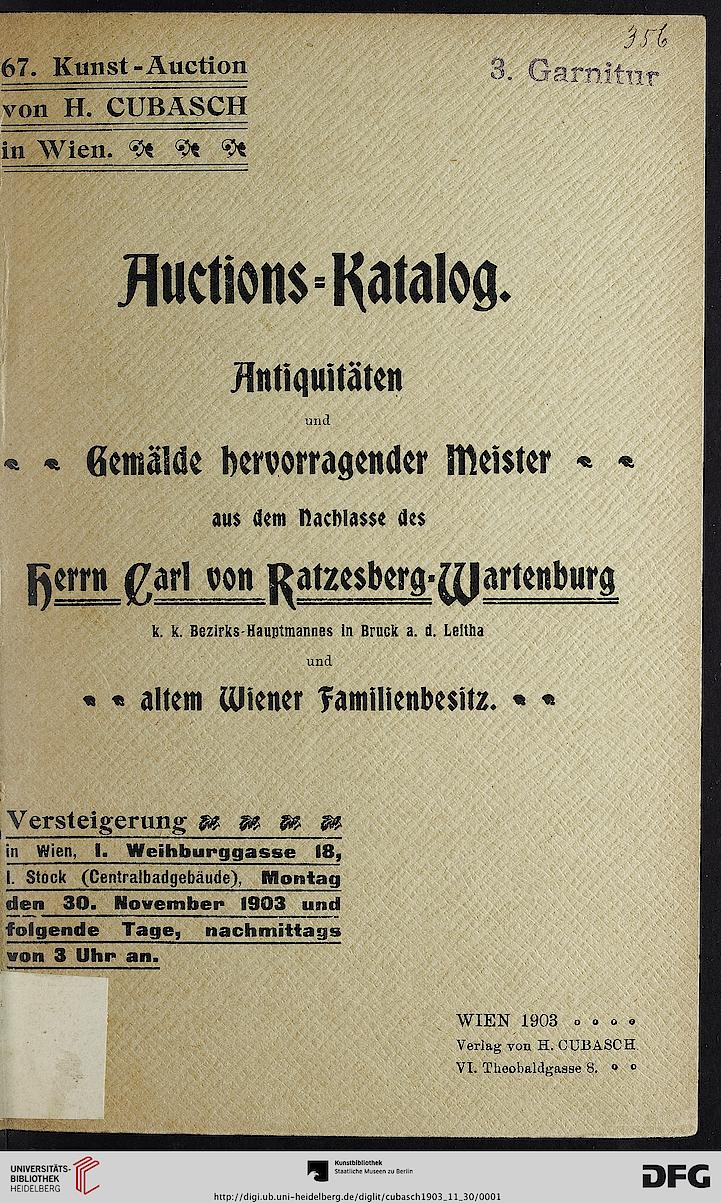 356
67. Kunst-Auction
3. Garnitur
von H. CUBASCH
in Wien.
Auctions=Katalog.
Antiquitäten
und
Gemälde hervorragender Meister
aus dem Nachlasse des
Herrn Carl von Ratzesberg-Wartenburg
k. k. Bezirks-Hauptmannes in Bruck a. d. Leitha
und
altem Wiener Familienbesitz.
Versteigerung
in Wien, I. Weihburggasse 18,
I. Stock (Centralbadgebäude), Montag
den 30. November 1903 und
folgende Tage, nachmittags
von 3 Uhr an.
WIEN 1903
Verlag von H. CUBASCH
VI. Theobaldgasse 8.
UNIVERSITÄTS-
BIBLIOTHEK
HEIDELBERG
Kunstbibliothek
Staatliche Museen zu Berlin
DFG
http://digi.ub.uni-heidelberg.de/diglit/cubasch1903_11_30/0001